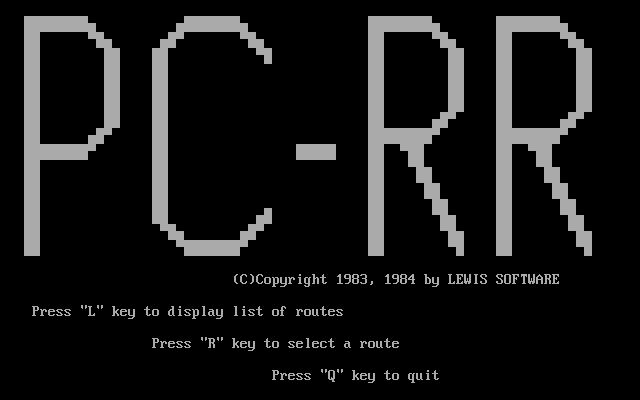 PC-RR
(C)Copyright 1983, 1984 by LEWIS SOFTWARE
Press "L" key to display list of routes
Press "R" key to select a route
Press "Q" key to quit